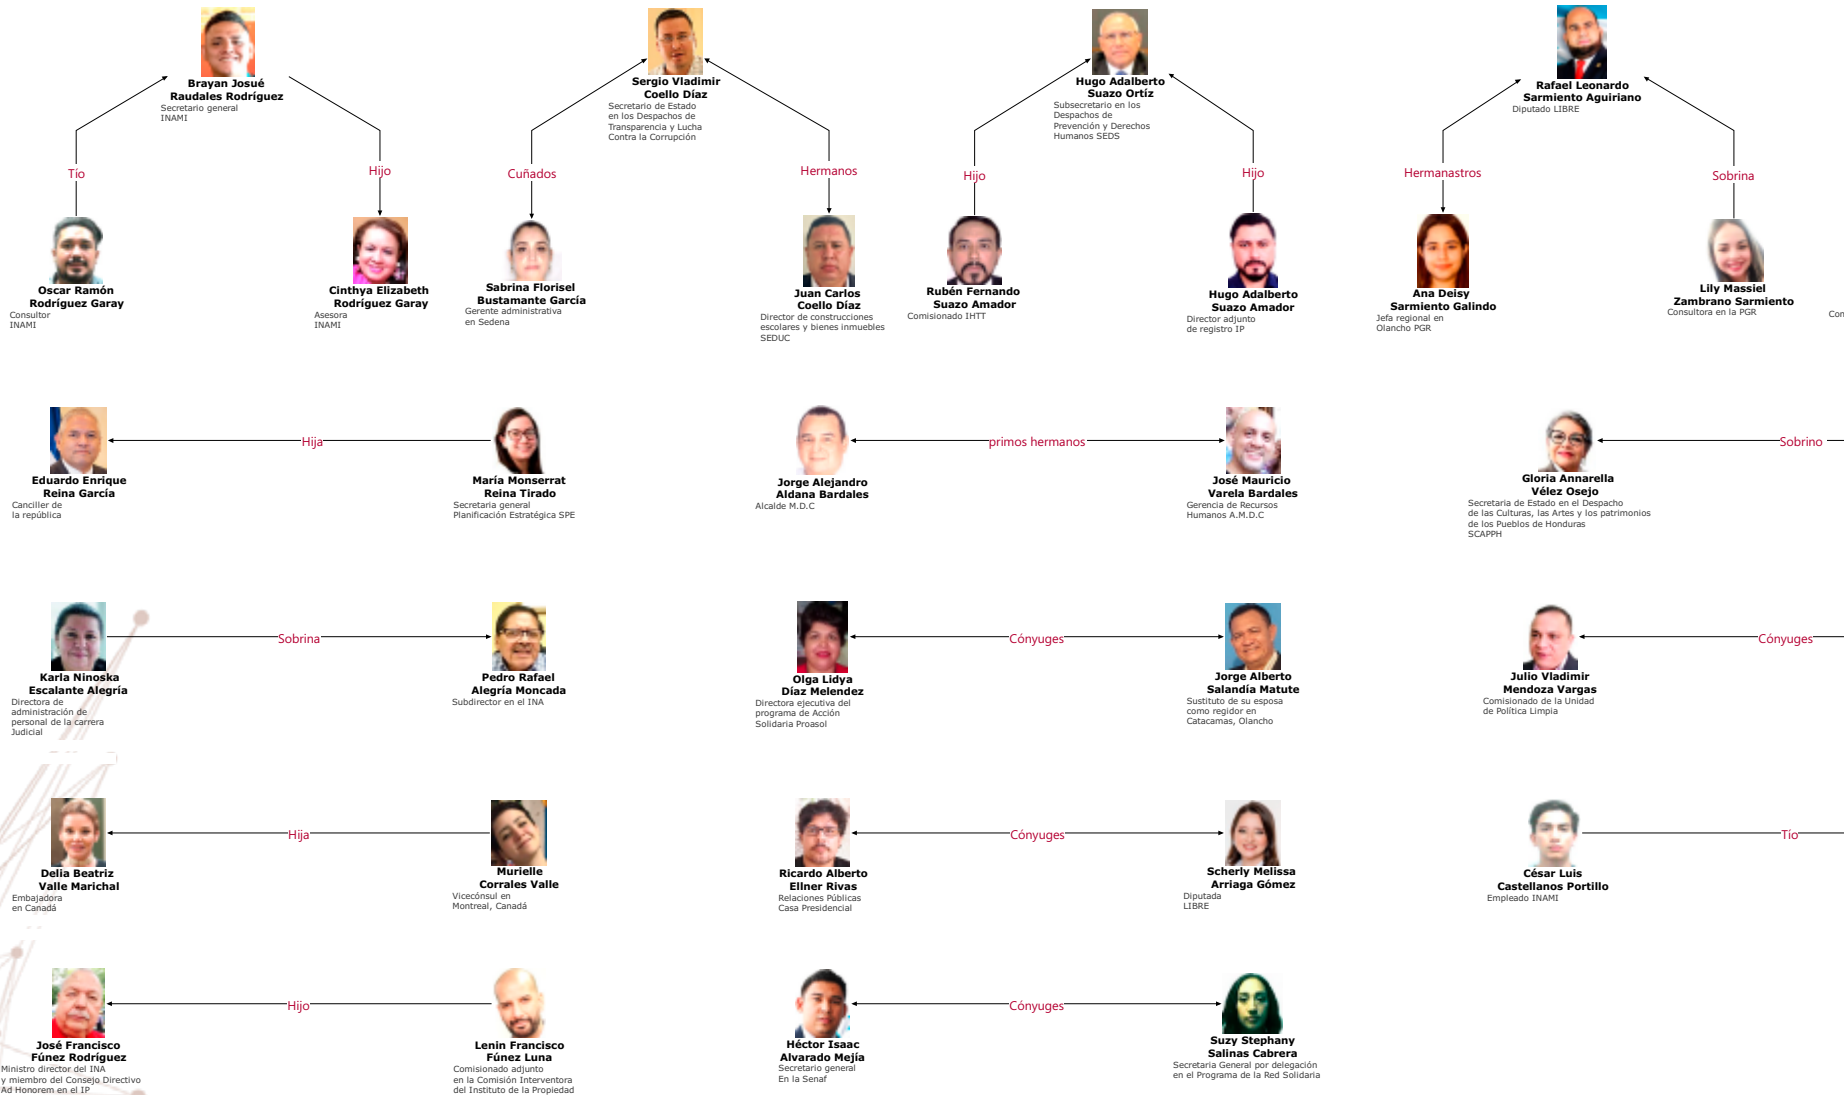 Brayan Josué
Raudales Rodríguez
Secretario general
INAMI
Tío
Hijo
Oscar Ramón
Rodríguez Garay
Consultor
INAMI
Cinthya Elizabeth
Rodríguez Garay
Asesora
INAMI
Sergio Vladimir
Coello Díaz
Secretario de Estado
en los Despachos de
Transparencia y Lucha
Contra la Corrupción
Cuñados
Hermanos
Sabrina Florisel
Bustamante García
Gerente administrativa
en Sedena
Juan Carlos
Coello Díaz
Director de construcciones
escolares y bienes inmuebles
SEDUC
Hugo Adalberto
Suazo Ortíz
Subsecretario en los
Despachos de
Prevención y Derechos
Humanos SEDS
Hijo
Hijo
Rubén Fernando
Suazo Amador
Comisionado IHTT
Hugo Adalberto
Suazo Amador
Director adjunto
de registro IP
Rafael Leonardo
Sarmiento Aguiriano
Diputado LIBRE
Hermanastros
Sobrina
Ana Deisy
Sarmiento Galindo
Jefa regional en
Olancho PGR
Lily Massiel
Zambrano Sarmiento
Consultora en la PGR
Con
Eduardo Enrique
Reina García
Canciller de
la república
Hija
María Monserrat
Reina Tirado
Secretaria general
Planificación Estratégica SPE
Jorge Alejandro
Aldana Bardales
Alcalde M.D.C
primos hermanos
José Mauricio
Varela Bardales
Gerencia de Recursos
Humanos A.M.D.C
Gloria Annarella
Vélez Osejo
Secretaria de Estado en el Despacho
de las Culturas, las Artes y los patrimonios
de los Pueblos de Honduras
SCAPPH
Sobrino
Karla Ninoska
Escalante Alegría
Directora de
administración de
personal de la carrera
Judicial
Sobrina
Pedro Rafael
Alegría Moncada
Subdirector en el INA
Olga Lidya
Díaz Melendez
Directora ejecutiva del
programa de Acción
Solidaria Proasol
Cónyuges
Jorge Alberto
Salandía Matute
Sustituto de su esposa
como regidor en
Catacamas, Olancho
Julio Vladimir
Mendoza Vargas
Comisionado de la Unidad
de Política Limpia
Cónyuges
Delia Beatriz
Valle Marichal
Embajadora
en Canadá
Hija
Murielle
Corrales Valle
Vicecónsul en
Montreal, Canadá
Ricardo Alberto
Ellner Rivas
Relaciones Públicas
Casa Presidencial
Cónyuges
Scherly Melissa
Arriaga Gómez
Diputada
LIBRE
César Luis
Castellanos Portillo
Empleado INAMI
Tío
José Francisco
Fúnez Rodríguez
Ministro director del INA
y miembro del Consejo Directivo
Ad Honorem en el IP
Hijo
Lenin Francisco
Fúnez Luna
Comisionado adjunto
en la Comisión Interventora
del Instituto de la Propiedad
Héctor Isaac
Alvarado Mejía
Secretario general
En la Senaf
Cónyuges
Suzy Stephany
Salinas Cabrera
Secretaria General por delegación
en el Programa de la Red Solidaria